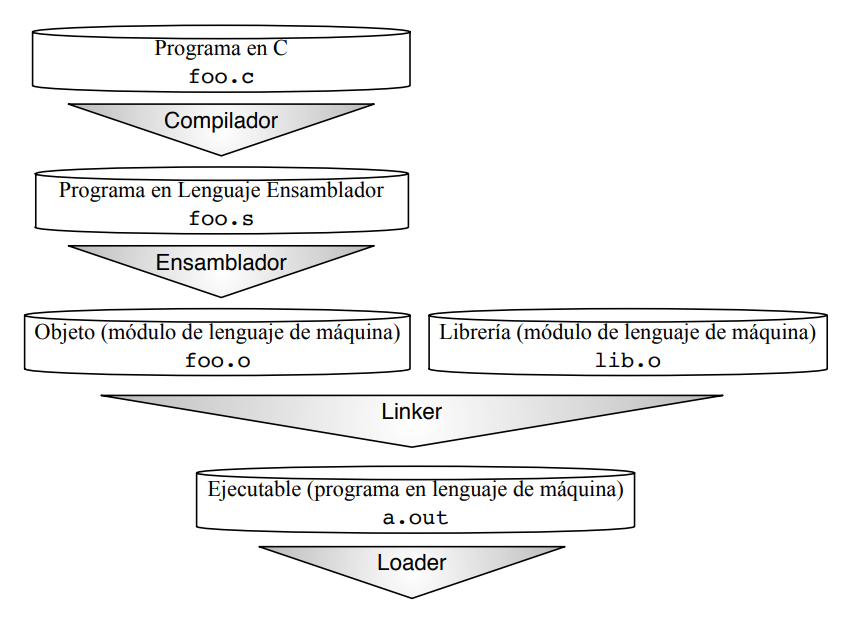 Programa en C
foo.c
Compilador
Programa en Lenguaje Ensamblador
foo.s
Ensamblador
Objeto (módulo de lenguaje de máquina)
foo.o
Librería (módulo de lenguaje de máquina)
lib.o
Linker
Ejecutable (programa en lenguaje de máquina)
a.out
Loader